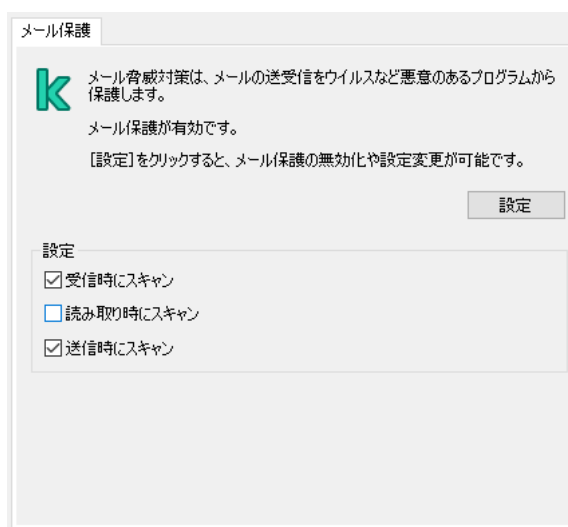 メール保護
メール脅威対策は、メールの送受信をウイルスなど悪意のあるプログラムから
保護します。
メール保護が有効です。
[設定]をクリックすると、メール保護の無効化や設定変更が可能です。
設定
設定
受信時にスキャン
読み取り時にスキャン
送信時にスキャン